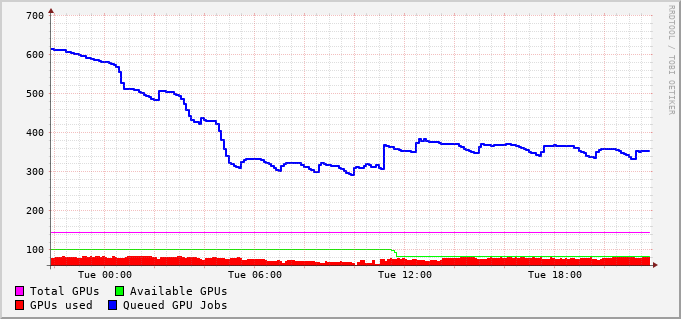 RRDTOOL / TOBI OETIKER
700
600
500
400
300
200
100
Tue 00:00 Tue 06:00 Tue 12:00 Tue 18:00
Total GPUs Available GPUs
GPUs used Queued GPU Jobs